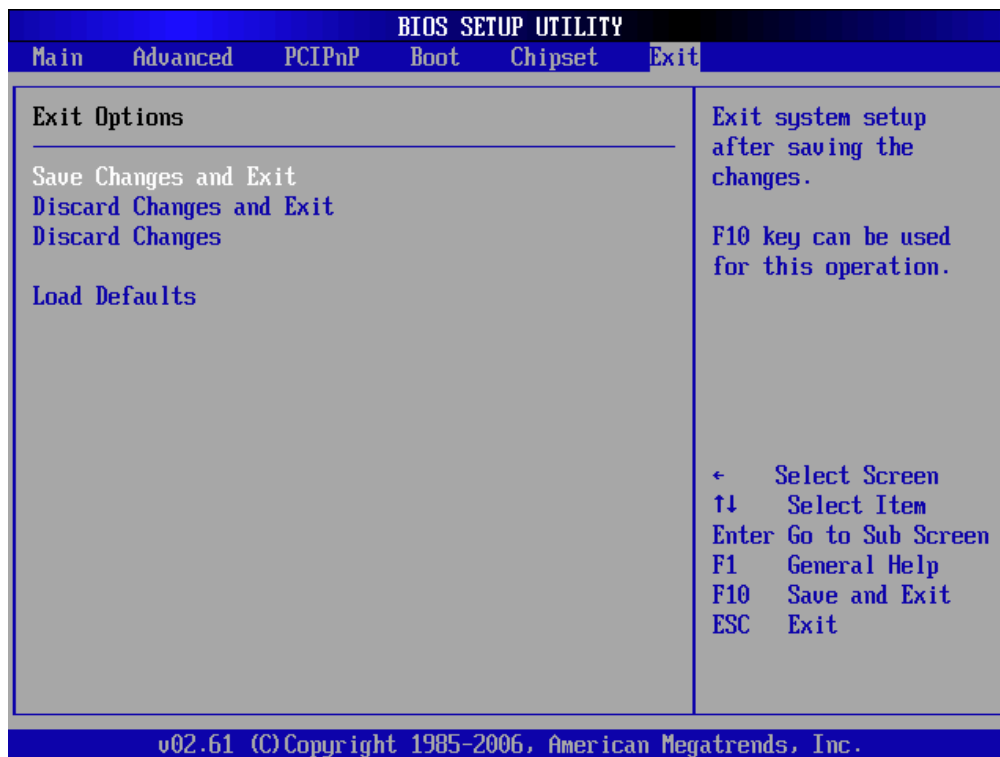 BIOS SETUP UTILITY
Main Advanced PCIPnP Boot Chipset Exit
Exit Options
Save Changes and Exit
Discard Changes and Exit
Discard Changes
Load Defaults
Exit system setup
after saving the
changes.
F10 key can be used
for this operation.
← Select Screen
↑↓ Select Item
Enter Go to Sub Screen
F1 General Help
F10 Save and Exit
ESC Exit
v02.61 (C)Copyright 1985-2006, American Megatrends, Inc.